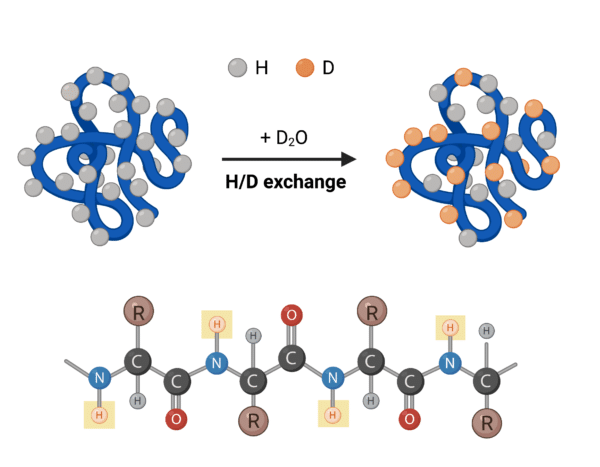 H D
+ D₂O
H/D exchange
R R
H O H
H
C C C
N C N C N C N C
H H H H
O R O R